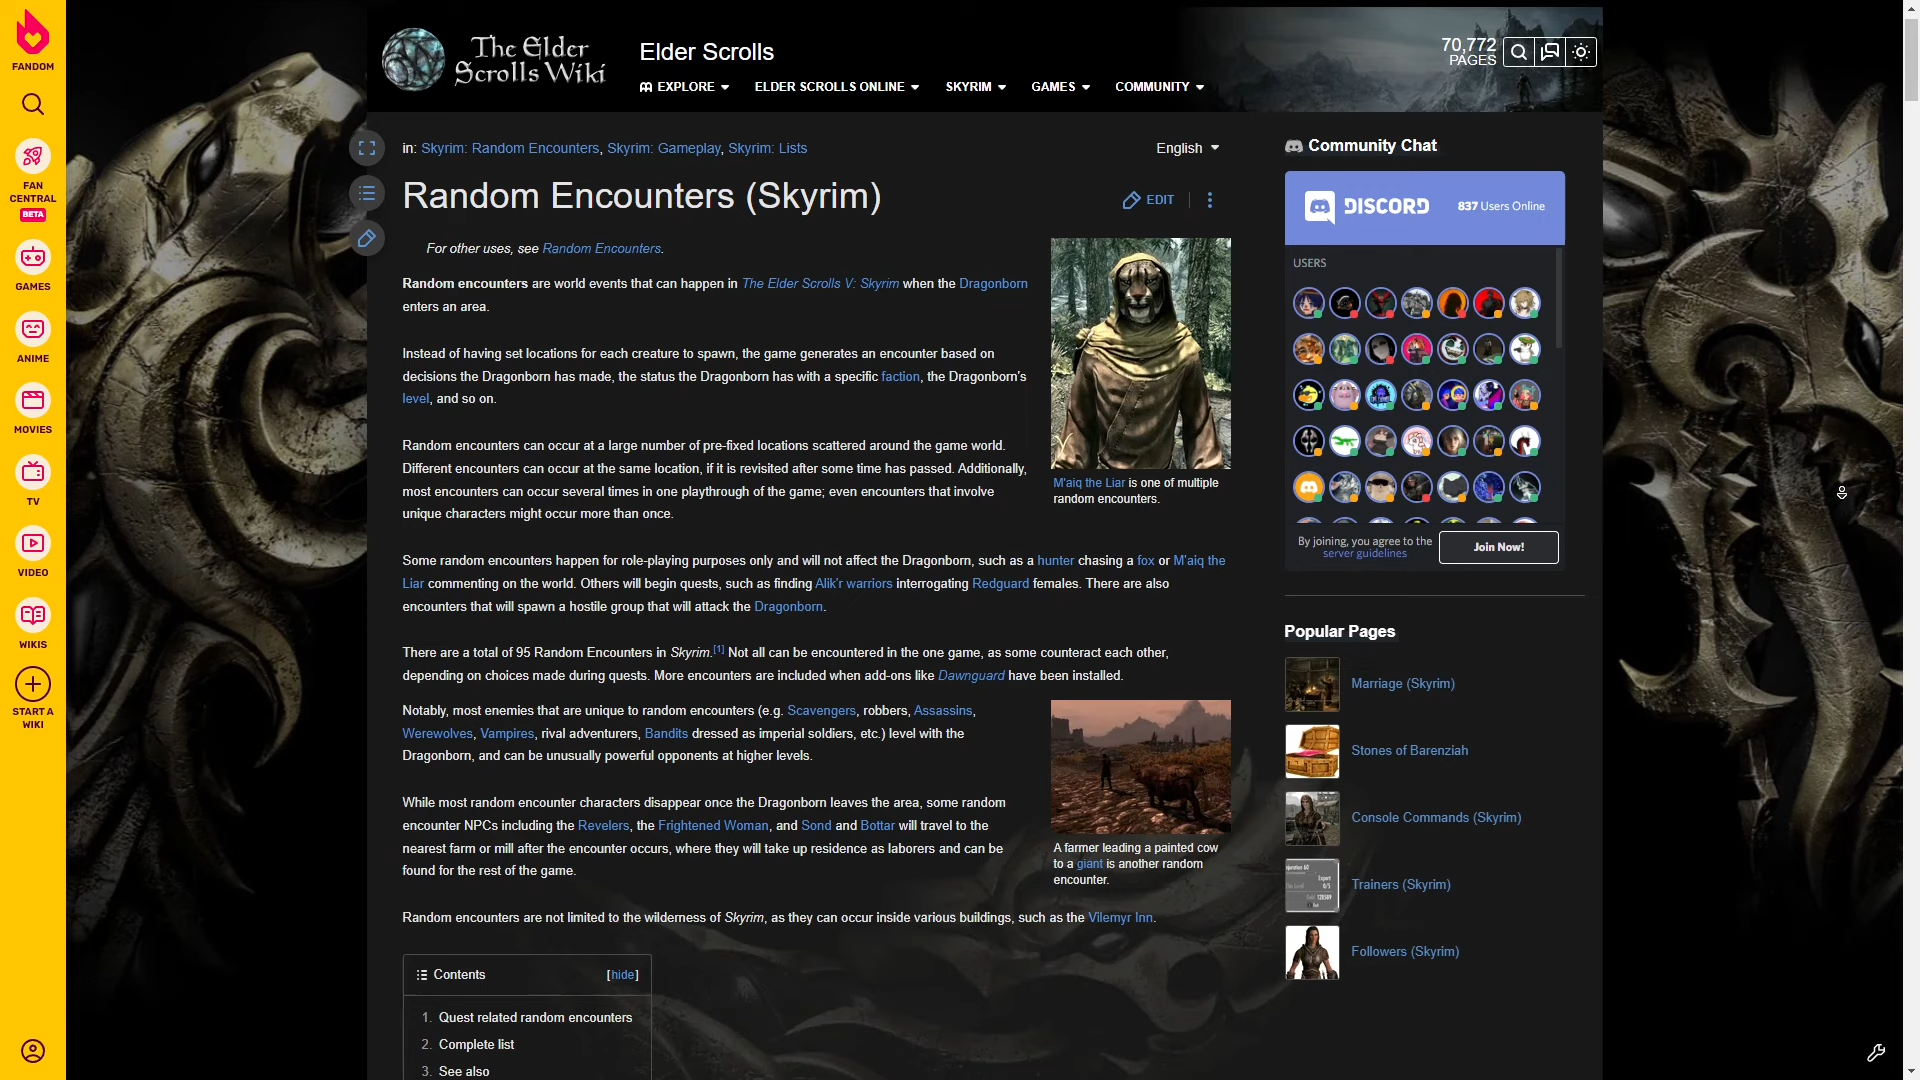 FANDOM
FAN
CENTRAL
BETA
GAMES
ANIME
MOVIES
TV
VIDEO
WIKIS
START A
WIKI
The Elder
Scrolls Wiki
Elder Scrolls
EXPLORE
ELDER SCROLLS ONLINE
SKYRIM
GAMES
COMMUNITY
70,772
PAGES
in: Skyrim: Random Encounters, Skyrim: Gameplay, Skyrim: Lists
English
Random Encounters (Skyrim)
EDIT
For other uses, see Random Encounters.
Random encounters are world events that can happen in The Elder Scrolls V: Skyrim when the Dragonborn
enters an area.
Instead of having set locations for each creature to spawn, the game generates an encounter based on
decisions the Dragonborn has made, the status the Dragonborn has with a specific faction, the Dragonborn's
level, and so on.
Random encounters can occur at a large number of pre-fixed locations scattered around the game world.
Different encounters can occur at the same location, if it is revisited after some time has passed. Additionally,
most encounters can occur several times in one playthrough of the game; even encounters that involve
unique characters might occur more than once.
M'aiq the Liar is one of multiple
random encounters.
Some random encounters happen for role-playing purposes only and will not affect the Dragonborn, such as a hunter chasing a fox or M'aiq the
Liar commenting on the world. Others will begin quests, such as finding Alik'r warriors interrogating Redguard females. There are also
encounters that will spawn a hostile group that will attack the Dragonborn.
There are a total of 95 Random Encounters in Skyrim.[1] Not all can be encountered in the one game, as some counteract each other,
depending on choices made during quests. More encounters are included when add-ons like Dawnguard have been installed.
Notably, most enemies that are unique to random encounters (e.g. Scavengers, robbers, Assassins,
Werewolves, Vampires, rival adventurers, Bandits dressed as imperial soldiers, etc.) level with the
Dragonborn, and can be unusually powerful opponents at higher levels.
While most random encounter characters disappear once the Dragonborn leaves the area, some random
encounter NPCs including the Revelers, the Frightened Woman, and Sond and Bottar will travel to the
nearest farm or mill after the encounter occurs, where they will take up residence as laborers and can be
found for the rest of the game.
A farmer leading a painted cow
to a giant is another random
encounter.
Random encounters are not limited to the wilderness of Skyrim, as they can occur inside various buildings, such as the Vilemyr Inn.
Contents [hide]
1. Quest related random encounters
2. Complete list
3. See also
Community Chat
DISCORD
837 Users Online
USERS
By joining, you agree to the
server guidelines
Join Now!
Popular Pages
Marriage (Skyrim)
Stones of Barenziah
Console Commands (Skyrim)
Trainers (Skyrim)
Followers (Skyrim)